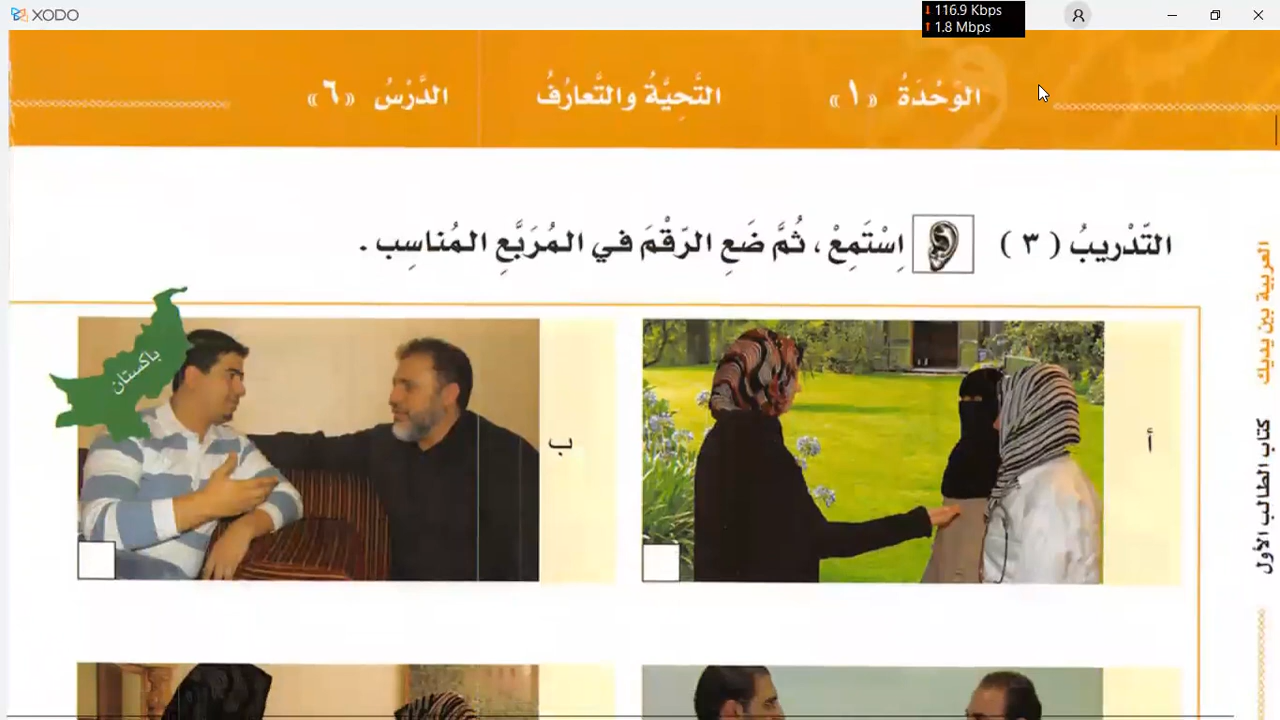 XODO
116.9 Kbps
1.8 Mbps
الوَحْدَةُ «١» التَّحِيَّةُ والتَّعارُفُ الدَّرْسُ «٦»
التَّدْريبُ ( ٣ ) اِسْتَمِعْ، ثُمَّ ضَعِ الرّقْمَ في المُرَبَّعِ المُناسِبِ .
أ
ب
باكستان
العربية بين يديك
كتاب الطالب الأول